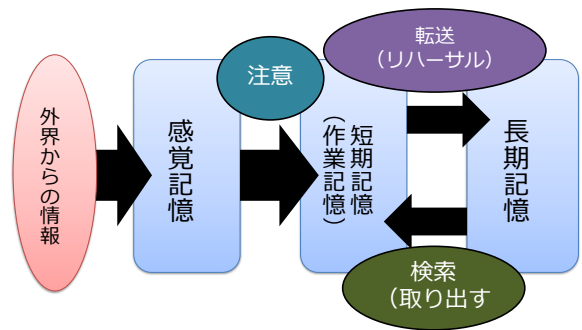 外界からの情報
感覚記憶
注意
短期記憶
（作業記憶）
転送
（リハーサル）
長期記憶
検索
（取り出す